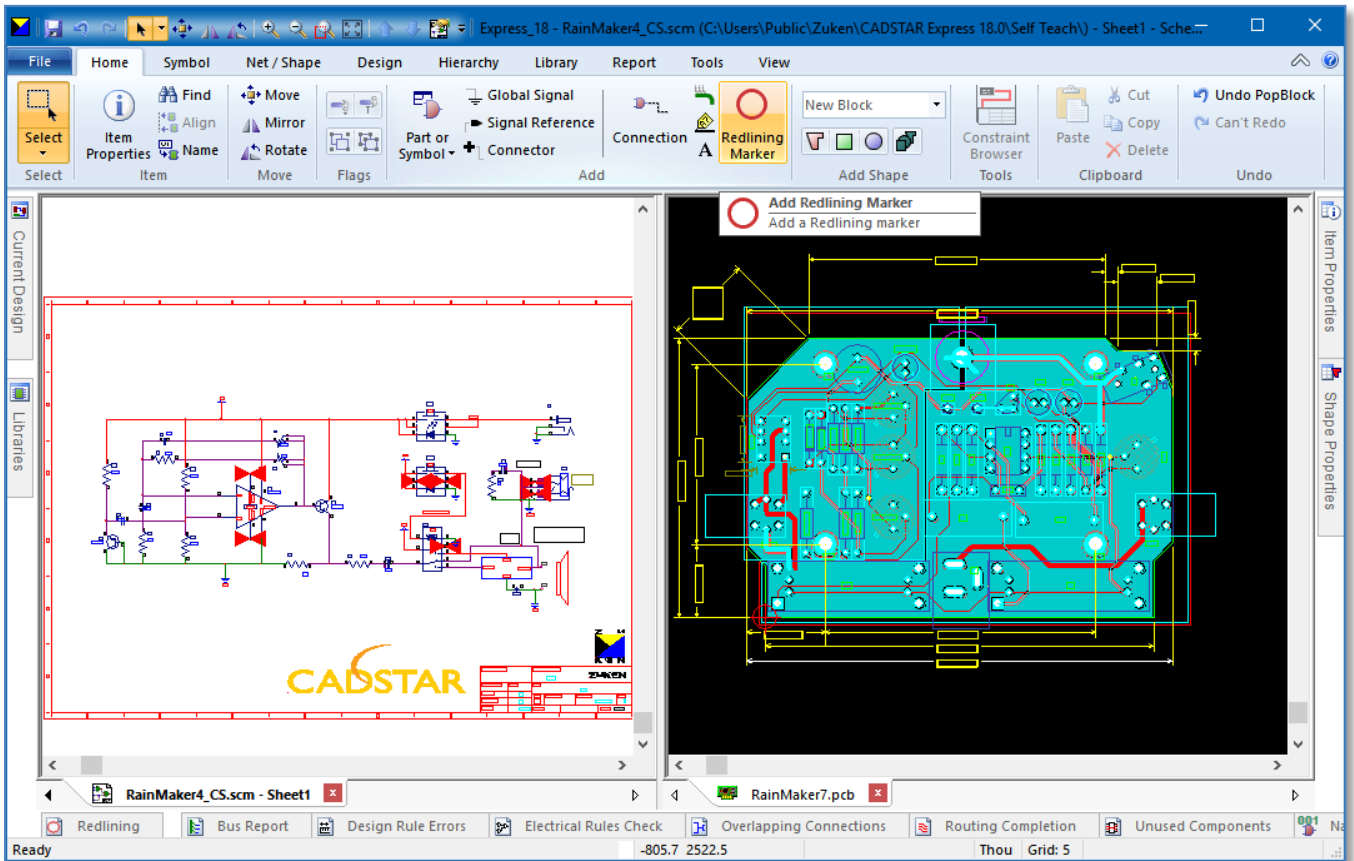 Express_18 - RainMaker4_CS.scm (C:\Users\Public\Zuken\CADSTAR Express 18.0\Self Teach\) - Sheet1 - Sche...
File Home Symbol Net / Shape Design Hierarchy Library Report Tools View
Select
Item
Properties
Find
Align
Name
Move
Mirror
Rotate
Part or
Symbol
Global Signal
Signal Reference
Connector
Connection
A
Redlining
Marker
New Block
Constraint
Browser
Paste
Cut
Copy
Delete
Undo PopBlock
Can't Redo
Select Item Move Flags Add Add Shape Tools Clipboard Undo
Add Redlining Marker
Add a Redlining marker
Current Design
Libraries
Item Properties
Shape Properties
CADSTAR
ZUKEN
RainMaker4_CS.scm - Sheet1
RainMaker7.pcb
Redlining Bus Report Design Rule Errors Electrical Rules Check Overlapping Connections Routing Completion Unused Components Na
Ready -805.7 2522.5 Thou Grid: 5